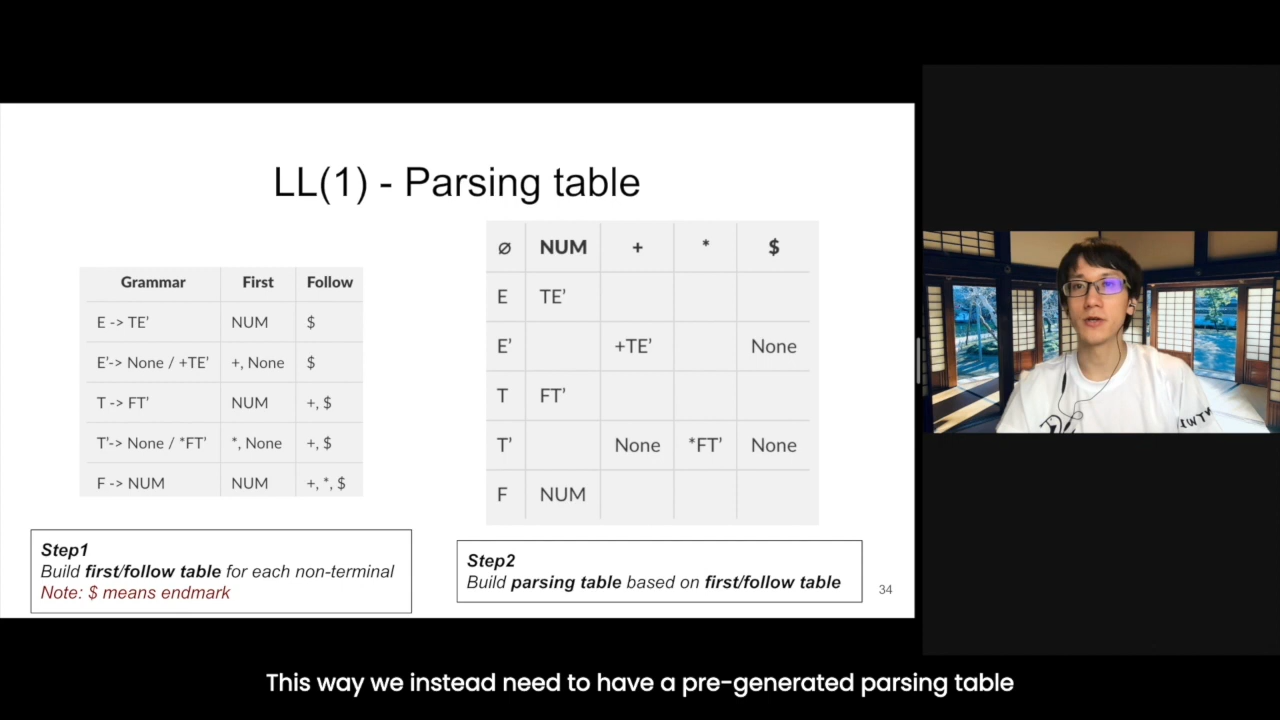 LL(1) - Parsing table
Grammar First Follow
E -> TE’ NUM $
E’-> None / +TE’ +, None $
T -> FT’ NUM +, $
T’-> None / *FT’ *, None +, $
F -> NUM NUM +, *, $
∅ NUM + * $
E TE’
E’ +TE’ None
T FT’
T’ None *FT’ None
F NUM
Step1
Build first/follow table for each non-terminal
Note: $ means endmark
Step2
Build parsing table based on first/follow table
34
This way we instead need to have a pre-generated parsing table